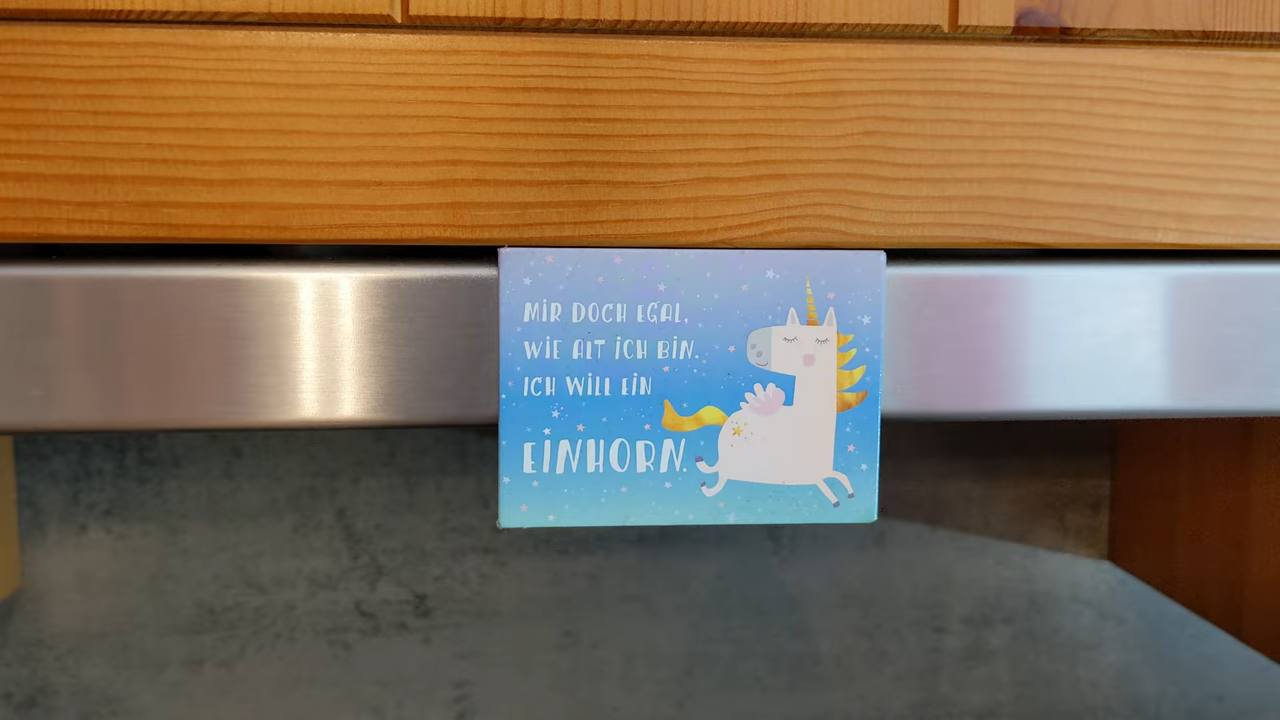 MIR DOCH EGAL,
WIE ALT ICH BIN.
ICH WILL EIN
EINHORN.